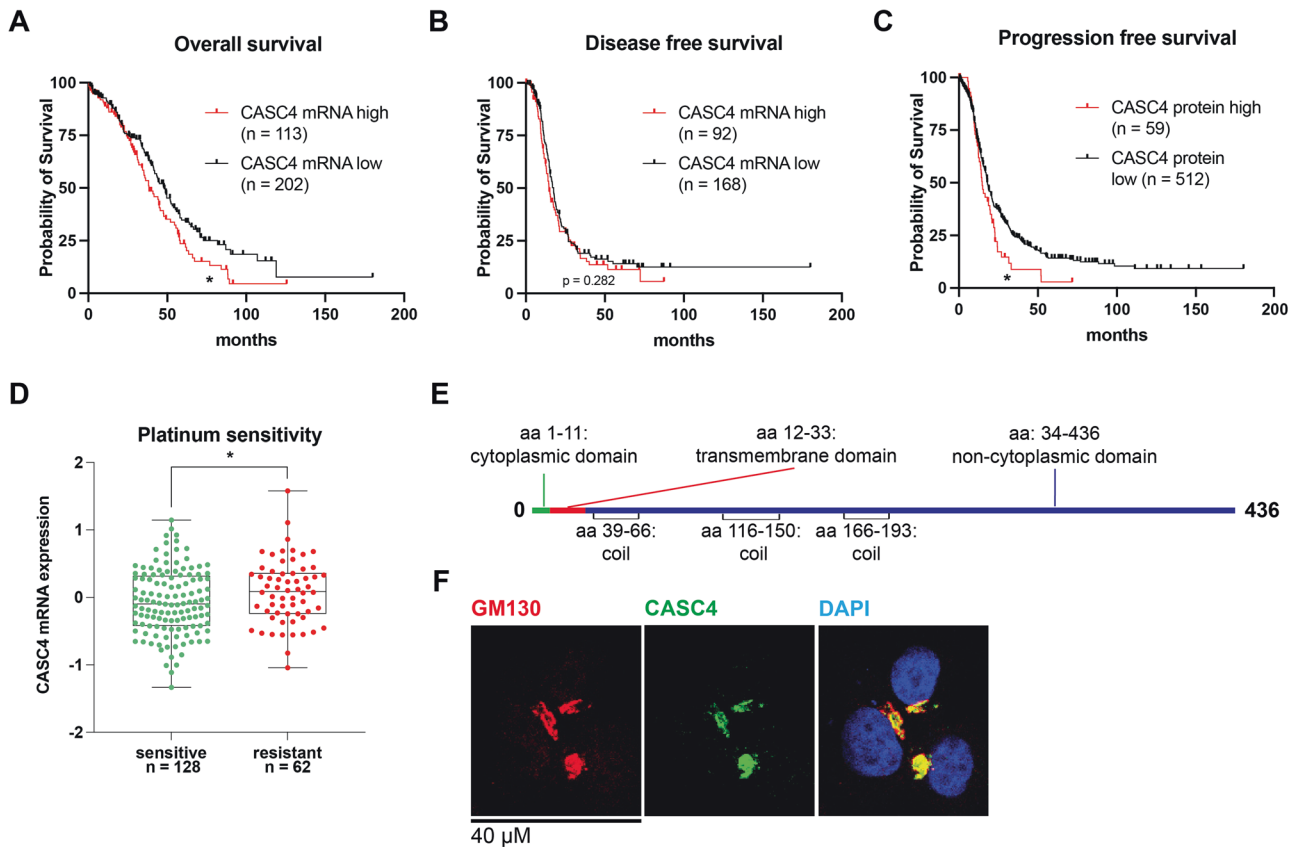 A
Overall survival
Probability of Survival
100
75
50
25
0
0
50
100
150
200
months
CASC4 mRNA high
(n = 113)
CASC4 mRNA low
(n = 202)
*
B
Disease free survival
Probability of Survival
100
75
50
25
0
0
50
100
150
200
months
CASC4 mRNA high
(n = 92)
CASC4 mRNA low
(n = 168)
p = 0.282
C
Progression free survival
Probability of Survival
100
75
50
25
0
0
50
100
150
200
months
CASC4 protein high
(n = 59)
CASC4 protein
low (n = 512)
*
D
Platinum sensitivity
CASC4 mRNA expression
2
1
0
-1
-2
*
sensitive
n = 128
resistant
n = 62
E
aa 1-11:
cytoplasmic domain
aa 12-33:
transmembrane domain
aa: 34-436
non-cytoplasmic domain
0
436
aa 39-66:
coil
aa 116-150:
coil
aa 166-193:
coil
F
GM130
CASC4
DAPI
40 µM